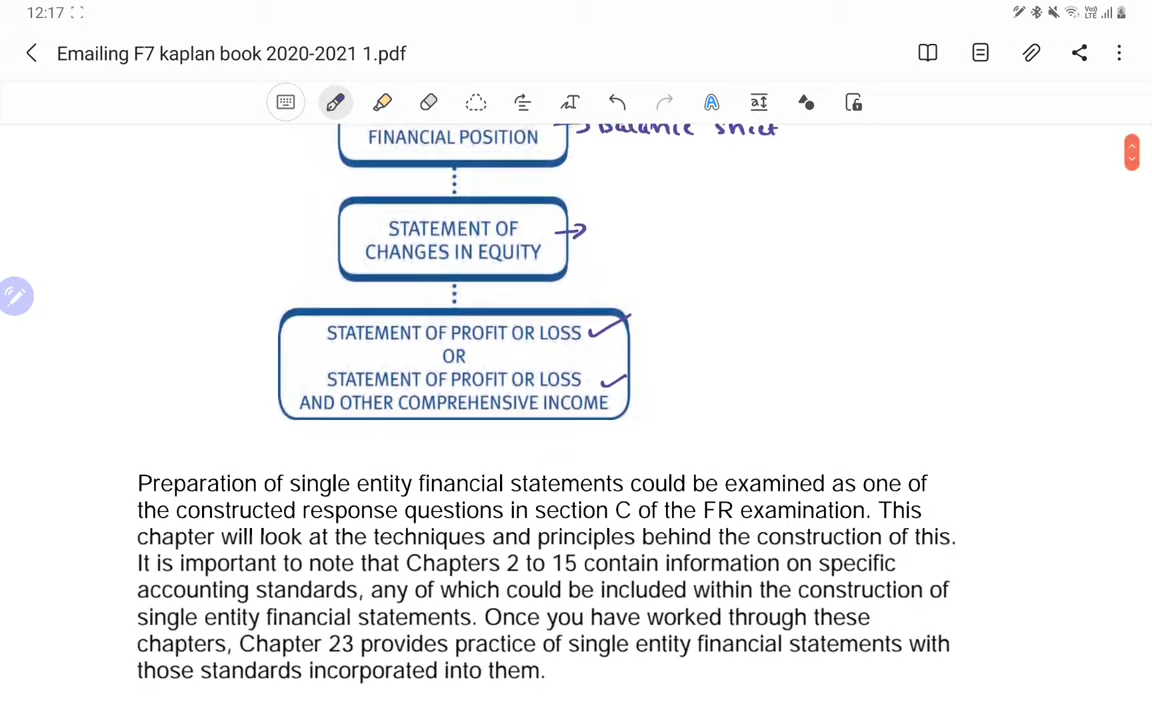 12:17
Emailing F7 kaplan book 2020-2021 1.pdf
FINANCIAL POSITION
STATEMENT OF
CHANGES IN EQUITY
STATEMENT OF PROFIT OR LOSS
OR
STATEMENT OF PROFIT OR LOSS
AND OTHER COMPREHENSIVE INCOME
Preparation of single entity financial statements could be examined as one of
the constructed response questions in section C of the FR examination. This
chapter will look at the techniques and principles behind the construction of this.
It is important to note that Chapters 2 to 15 contain information on specific
accounting standards, any of which could be included within the construction of
single entity financial statements. Once you have worked through these
chapters, Chapter 23 provides practice of single entity financial statements with
those standards incorporated into them.